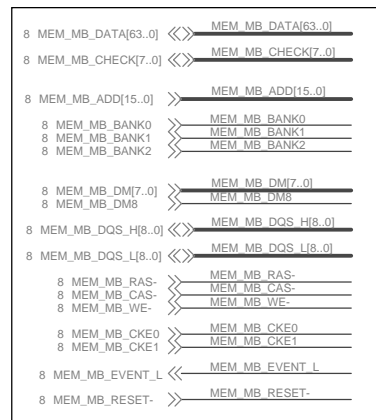 8 MEM_MB_DATA[63..0] MEM_MB_DATA[63..0]
8 MEM_MB_CHECK[7..0] MEM_MB_CHECK[7..0]
8 MEM_MB_ADD[15..0] MEM_MB_ADD[15..0]
8 MEM_MB_BANK0 MEM_MB_BANK0
8 MEM_MB_BANK1 MEM_MB_BANK1
8 MEM_MB_BANK2 MEM_MB_BANK2
8 MEM_MB_DM[7..0] MEM_MB_DM[7..0]
8 MEM_MB_DM8 MEM_MB_DM8
8 MEM_MB_DQS_H[8..0] MEM_MB_DQS_H[8..0]
8 MEM_MB_DQS_L[8..0] MEM_MB_DQS_L[8..0]
8 MEM_MB_RAS- MEM_MB_RAS-
8 MEM_MB_CAS- MEM_MB_CAS-
8 MEM_MB_WE- MEM_MB_WE-
8 MEM_MB_CKE0 MEM_MB_CKE0
8 MEM_MB_CKE1 MEM_MB_CKE1
8 MEM_MB_EVENT_L MEM_MB_EVENT_L
8 MEM_MB_RESET- MEM_MB_RESET-